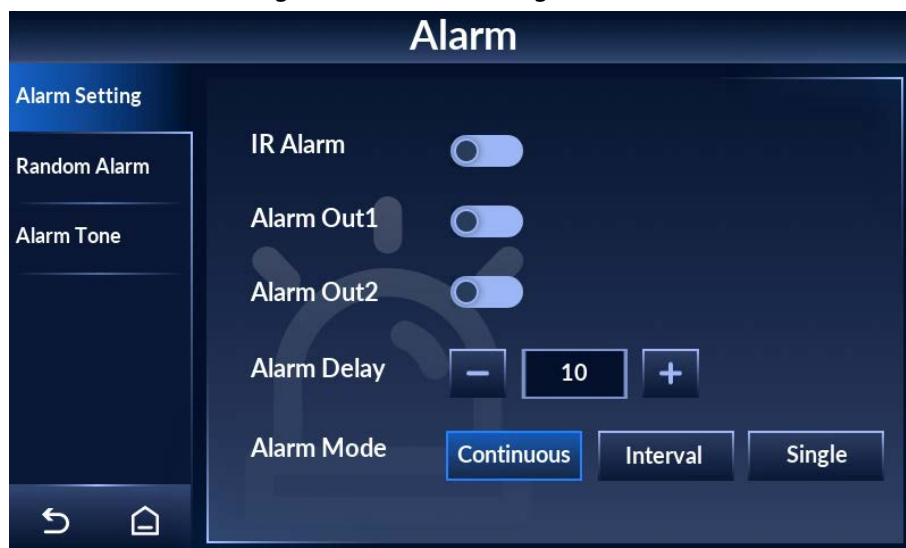 Alarm
Alarm Setting
Random Alarm
Alarm Tone
IR Alarm
Alarm Out1
Alarm Out2
Alarm Delay
10
Alarm Mode
Continuous
Interval
Single